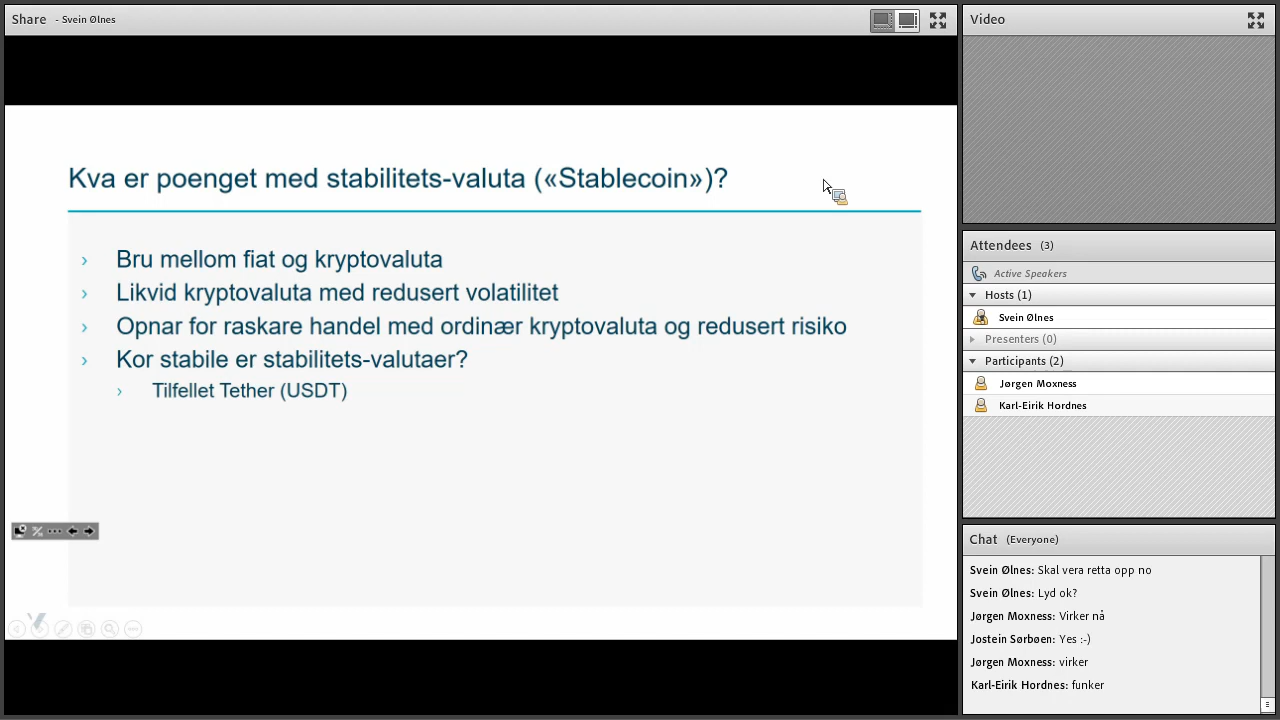 Share - Svein Ølnes
Kva er poenget med stabilitets-valuta («Stablecoin»)?
› Bru mellom fiat og kryptovaluta
› Likvid kryptovaluta med redusert volatilitet
› Opnar for raskare handel med ordinær kryptovaluta og redusert risiko
› Kor stabile er stabilitets-valutaer?
› Tilfellet Tether (USDT)
Video
Attendees (3)
Active Speakers
Hosts (1)
Svein Ølnes
Presenters (0)
Participants (2)
Jørgen Moxness
Karl-Eirik Hordnes
Chat (Everyone)
Svein Ølnes: Skal vera retta opp no
Svein Ølnes: Lyd ok?
Jørgen Moxness: Virker nå
Jostein Sørbøen: Yes :-)
Jørgen Moxness: virker
Karl-Eirik Hordnes: funker